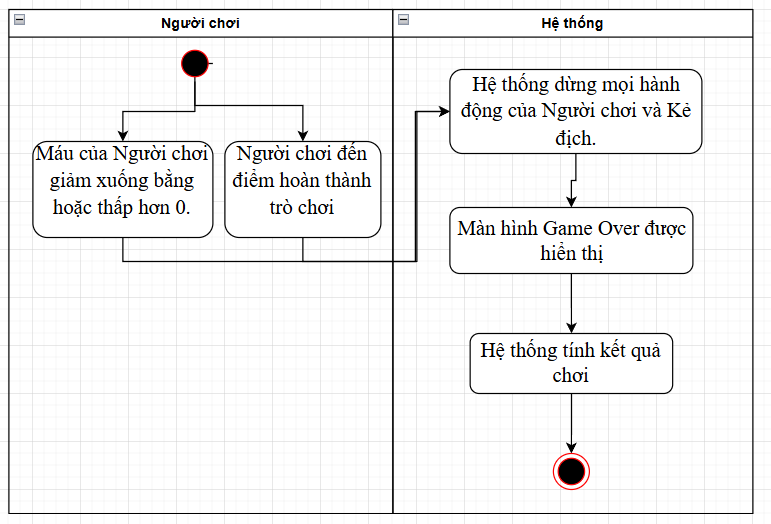 Người chơi
Hệ thống
Máu của Người chơi
giảm xuống bằng
hoặc thấp hơn 0.
Người chơi đến
điểm hoàn thành
trò chơi
Hệ thống dừng mọi hành
động của Người chơi và Kẻ
địch.
Màn hình Game Over được
hiển thị
Hệ thống tính kết quả
chơi